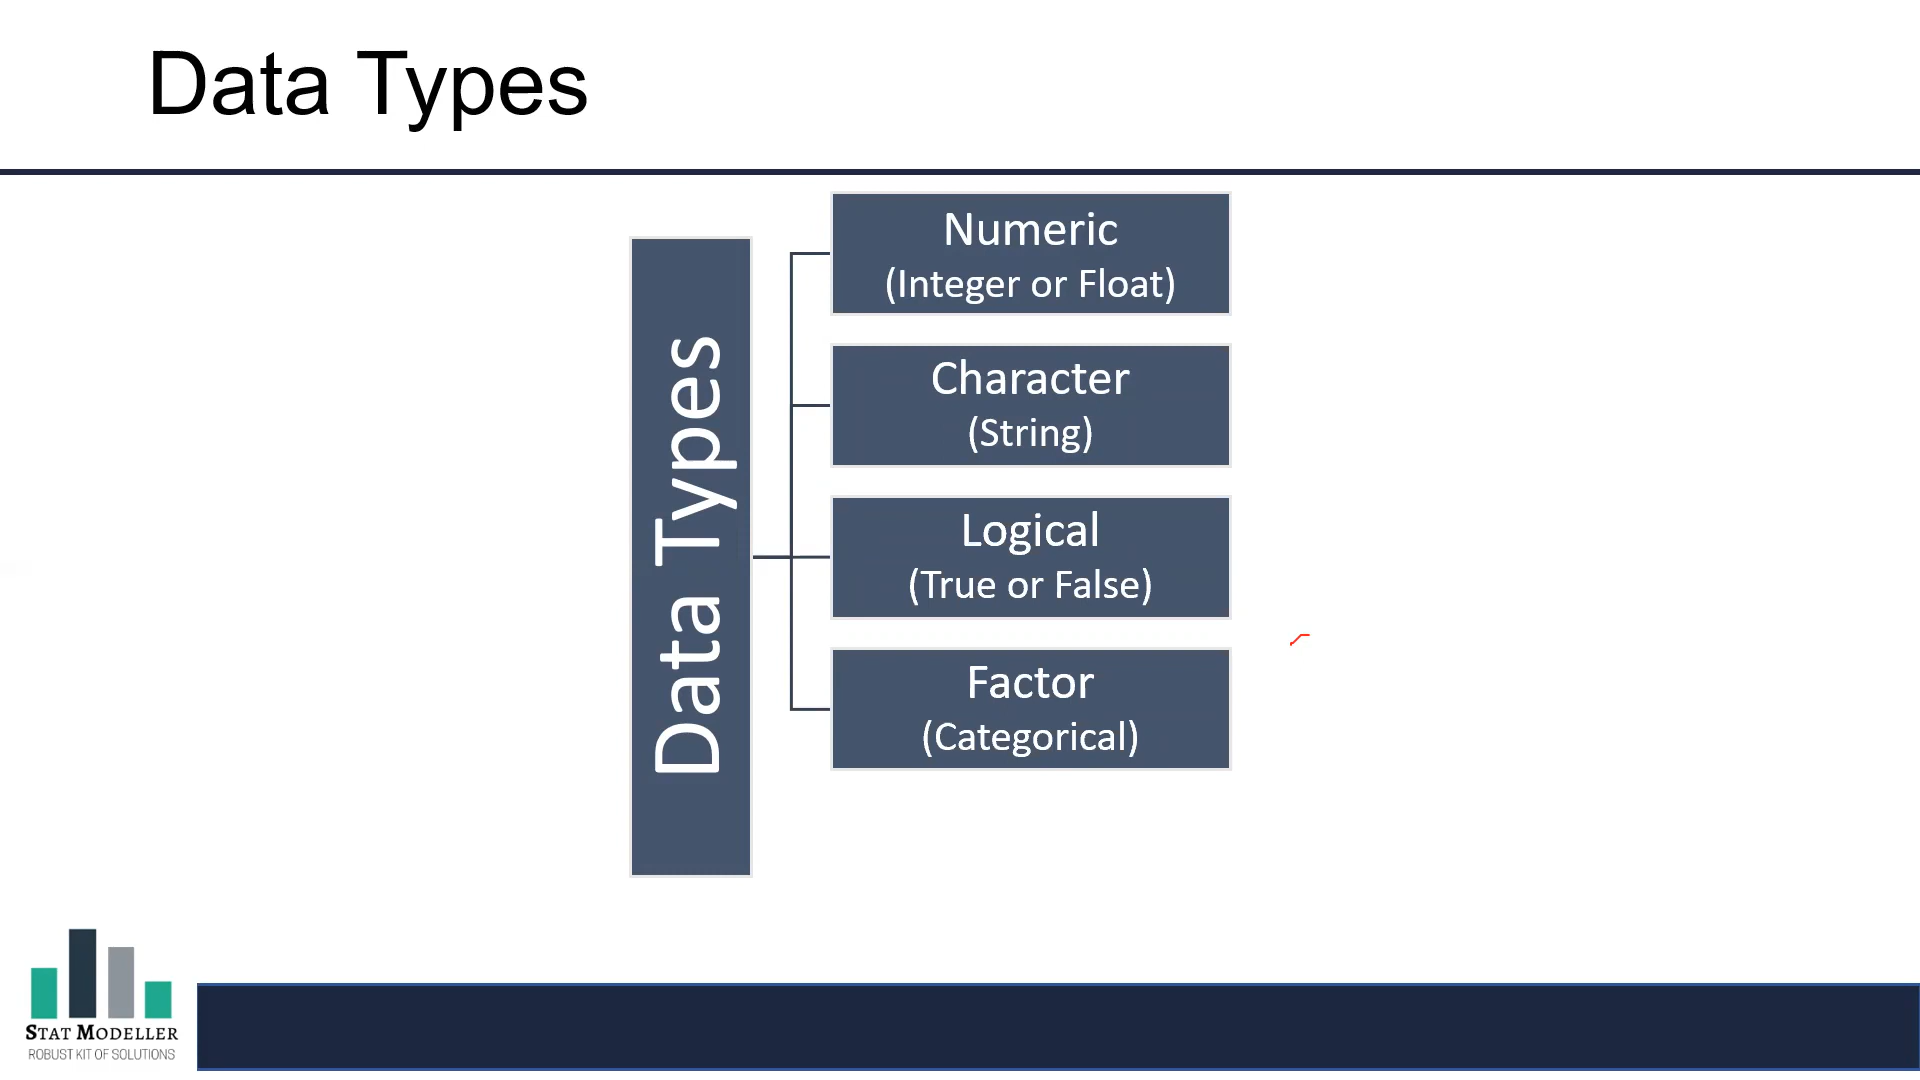 Data Types
Data Types
Numeric
(Integer or Float)
Character
(String)
Logical
(True or False)
Factor
(Categorical)
STAT MODELLER
ROBUST KIT OF SOLUTIONS